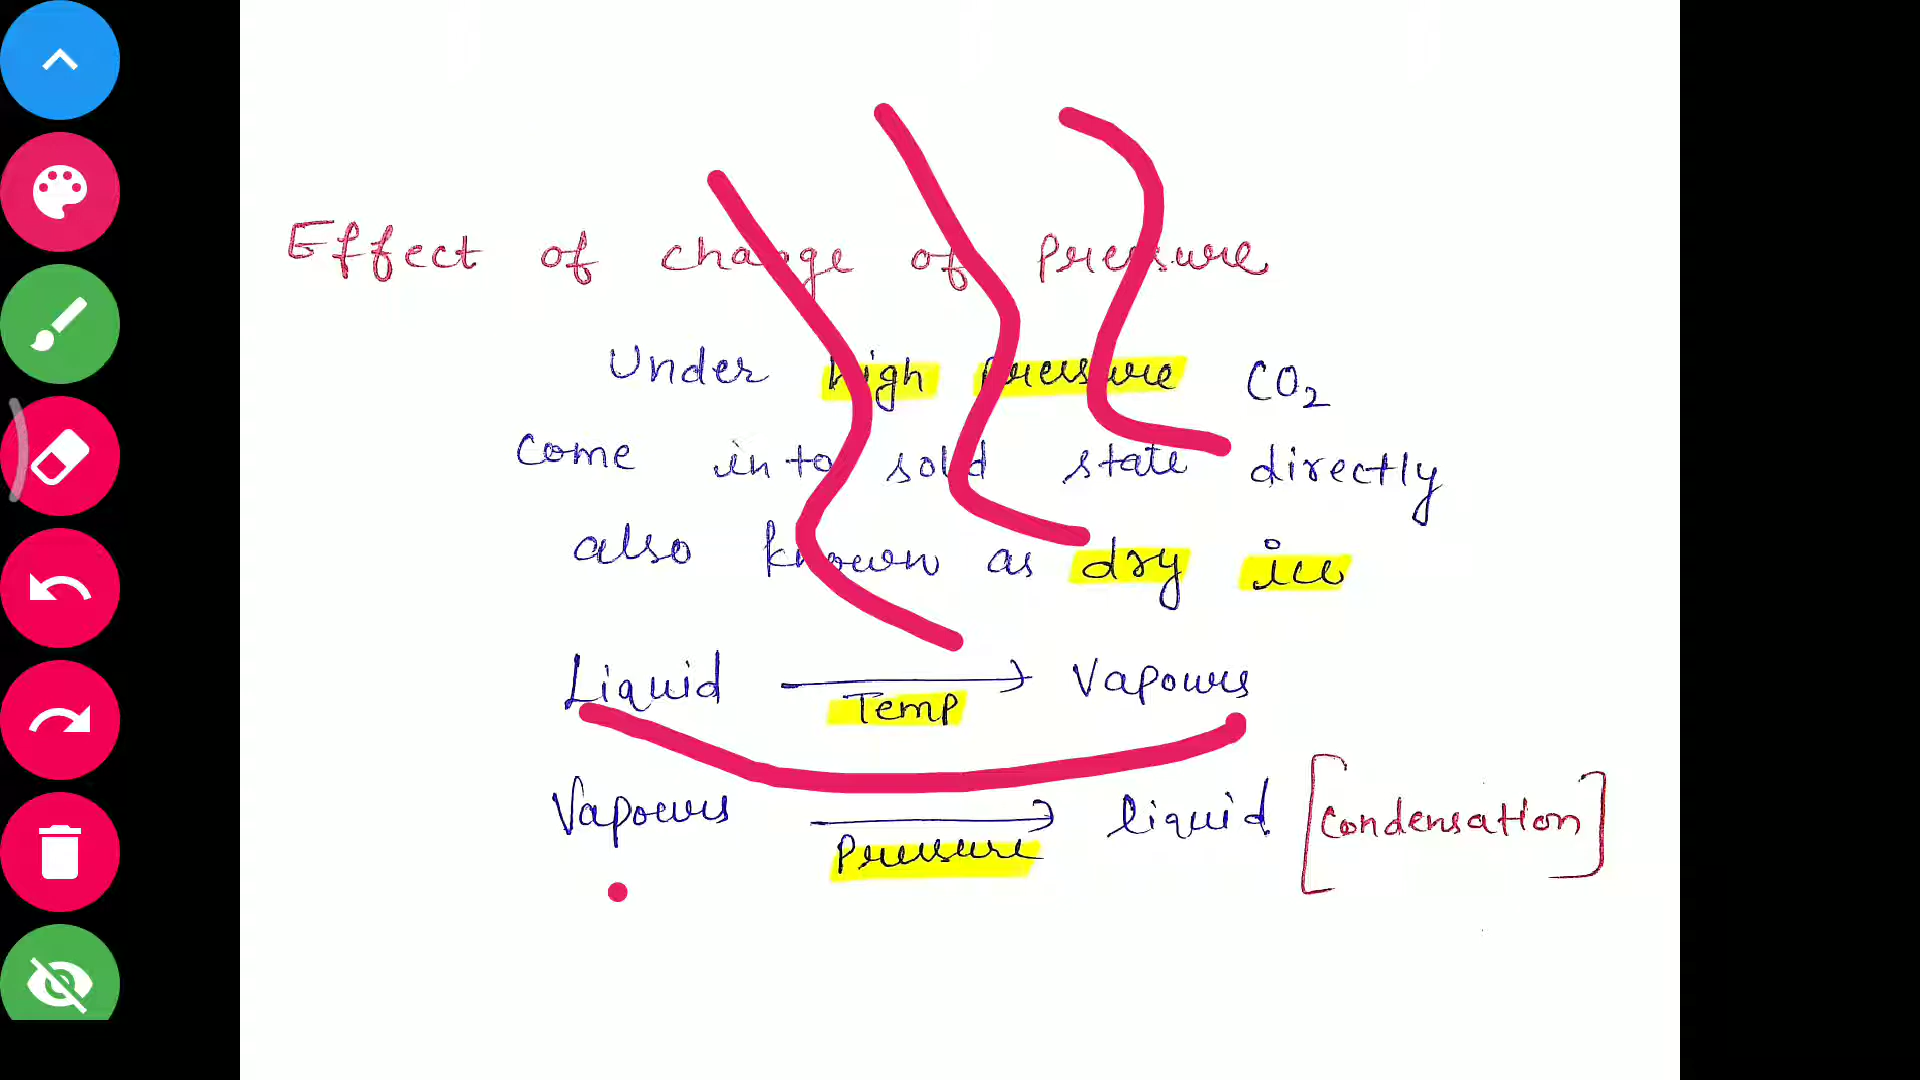 Effect of change of Pressure
Under high pressure CO2
come into solid state directly
also known as dry ice
Liquid → Vapours
Temp
Vapours → liquid [Condensation]
Pressure